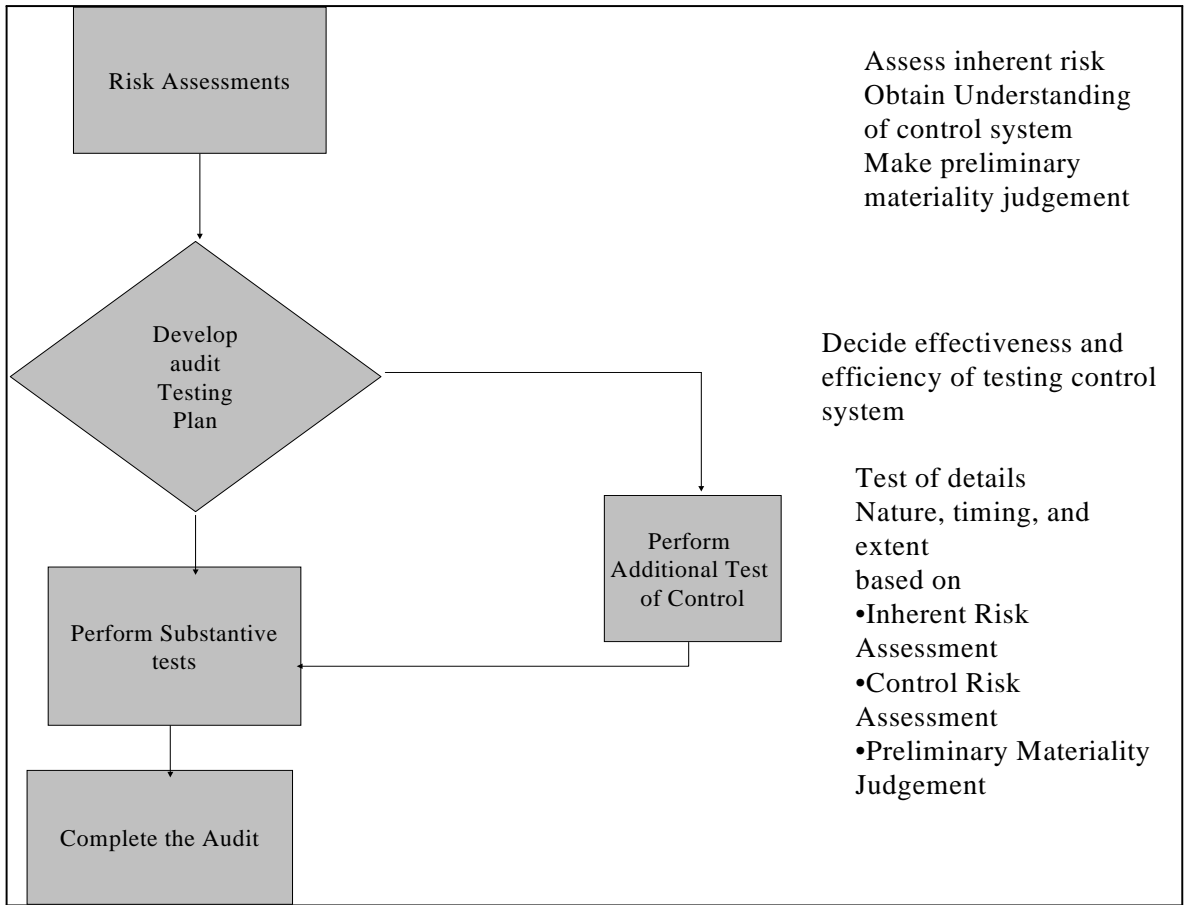 Risk Assessments
Assess inherent risk
Obtain Understanding
of control system
Make preliminary
materiality judgement
Develop
audit
Testing
Plan
Decide effectiveness and
efficiency of testing control
system
Perform
Additional Test
of Control
Test of details
Nature, timing, and
extent
based on
•Inherent Risk
Assessment
•Control Risk
Assessment
•Preliminary Materiality
Judgement
Perform Substantive
tests
Complete the Audit